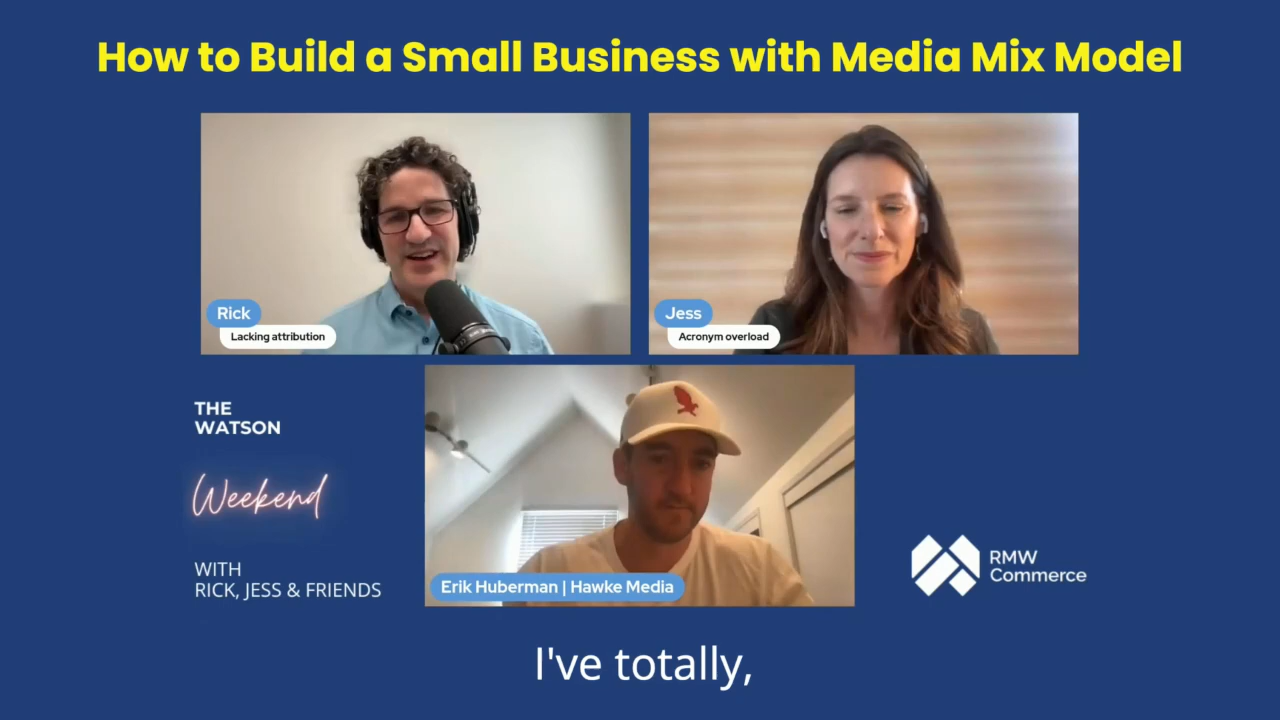 How to Build a Small Business with Media Mix Model
Rick
Lacking attribution
Jess
Acronym overload
THE
WATSON
Weekend
WITH
RICK, JESS & FRIENDS
Erik Huberman | Hawke Media
RMW
Commerce
I've totally,